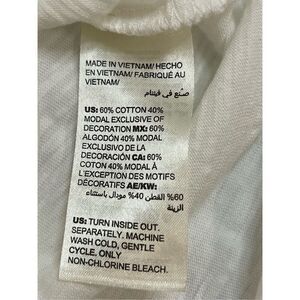 MADE IN VIETNAM/ HECHO
EN VIETNAM/ FABRIQUÉ AU
VIETNAM/
صنع في فيتنام
US: 60% COTTON 40%
MODAL EXCLUSIVE OF
DECORATION MX: 60%
ALGODÓN 40% MODAL
EXCLUSIVO DE LA
DECORACIÓN CA: 60%
COTON 40% MODAL À
L'EXCEPTION DES MOTIFS
DÉCORATIFS AE/KW:
60% القطن 40% مودال باستثناء
الزينة
US: TURN INSIDE OUT.
SEPARATELY. MACHINE
WASH COLD, GENTLE
CYCLE. ONLY
NON-CHLORINE BLEACH.